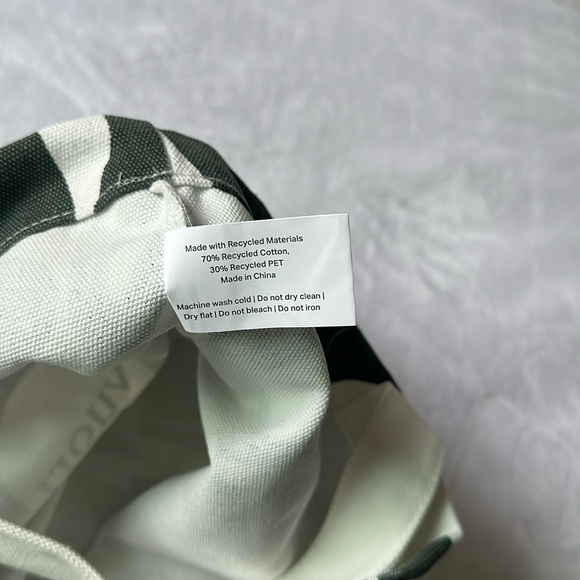 Made with Recycled Materials
70% Recycled Cotton,
30% Recycled PET
Made in China
Machine wash cold | Do not dry clean |
Dry flat | Do not bleach | Do not iron